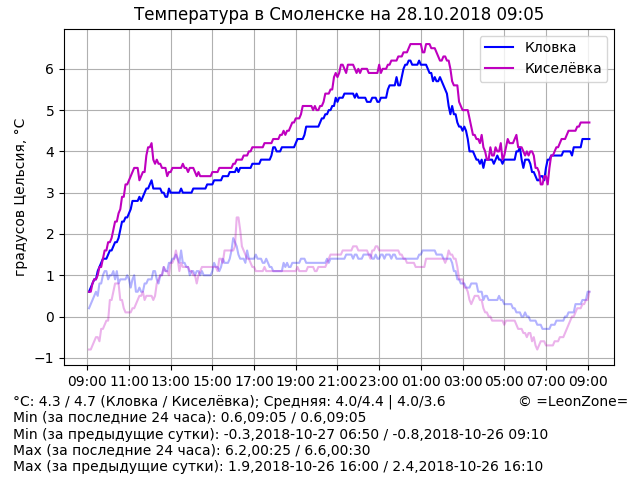 Температура в Смоленске на 28.10.2018 09:05
Кловка
Киселёвка
градусов Цельсия, °C
6
5
4
3
2
1
0
−1
09:00 11:00 13:00 15:00 17:00 19:00 21:00 23:00 01:00 03:00 05:00 07:00 09:00
°C: 4.3 / 4.7 (Кловка / Киселёвка); Средняя: 4.0/4.4 | 4.0/3.6 © =LeonZone=
Min (за последние 24 часа): 0.6,09:05 / 0.6,09:05
Min (за предыдущие сутки): -0.3,2018-10-27 06:50 / -0.8,2018-10-26 09:10
Max (за последние 24 часа): 6.2,00:25 / 6.6,00:30
Max (за предыдущие сутки): 1.9,2018-10-26 16:00 / 2.4,2018-10-26 16:10